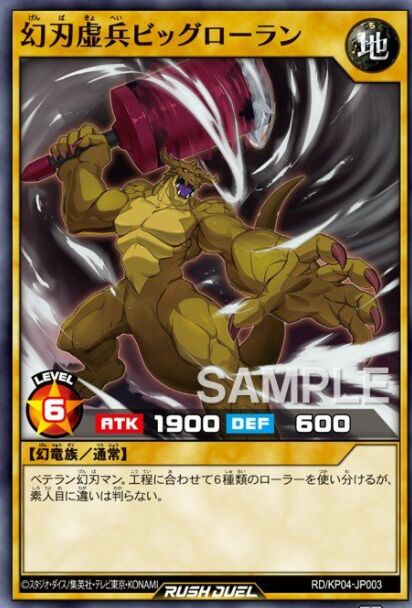 幻刃虚兵ビッグローラン
地
SAMPLE
LEVEL
6
ATK 1900 DEF 600
【幻竜族/通常】
ベテラン幻刃マン。工程に合わせて6種類のローラーを使い分けるが、
素人目に違いは判らない。
©スタジオ・ダイス/集英社・テレビ東京・KONAMI
RUSH DUEL
RD/KP04-JP003